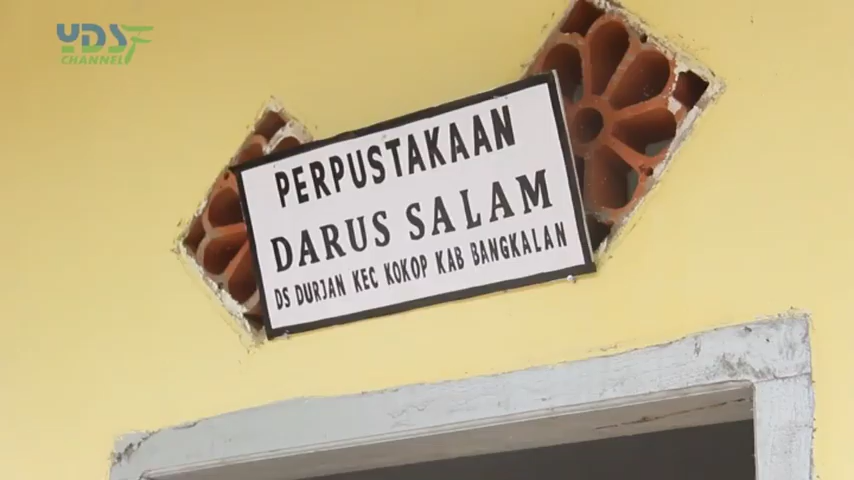 YDSF
CHANNEL
PERPUSTAKAAN
DARUS SALAM
DS DURJAN KEC KOKOP KAB BANGKALAN